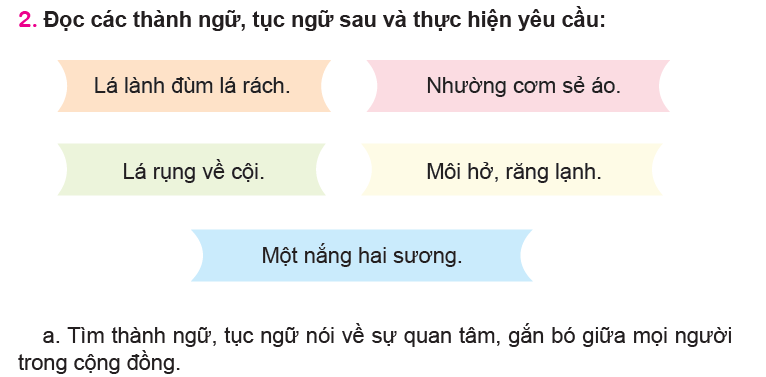 2. Đọc các thành ngữ, tục ngữ sau và thực hiện yêu cầu:
Lá lành đùm lá rách.
Nhường cơm sẻ áo.
Lá rụng về cội.
Môi hở, răng lạnh.
Một nắng hai sương.
a. Tìm thành ngữ, tục ngữ nói về sự quan tâm, gắn bó giữa mọi người
trong cộng đồng.